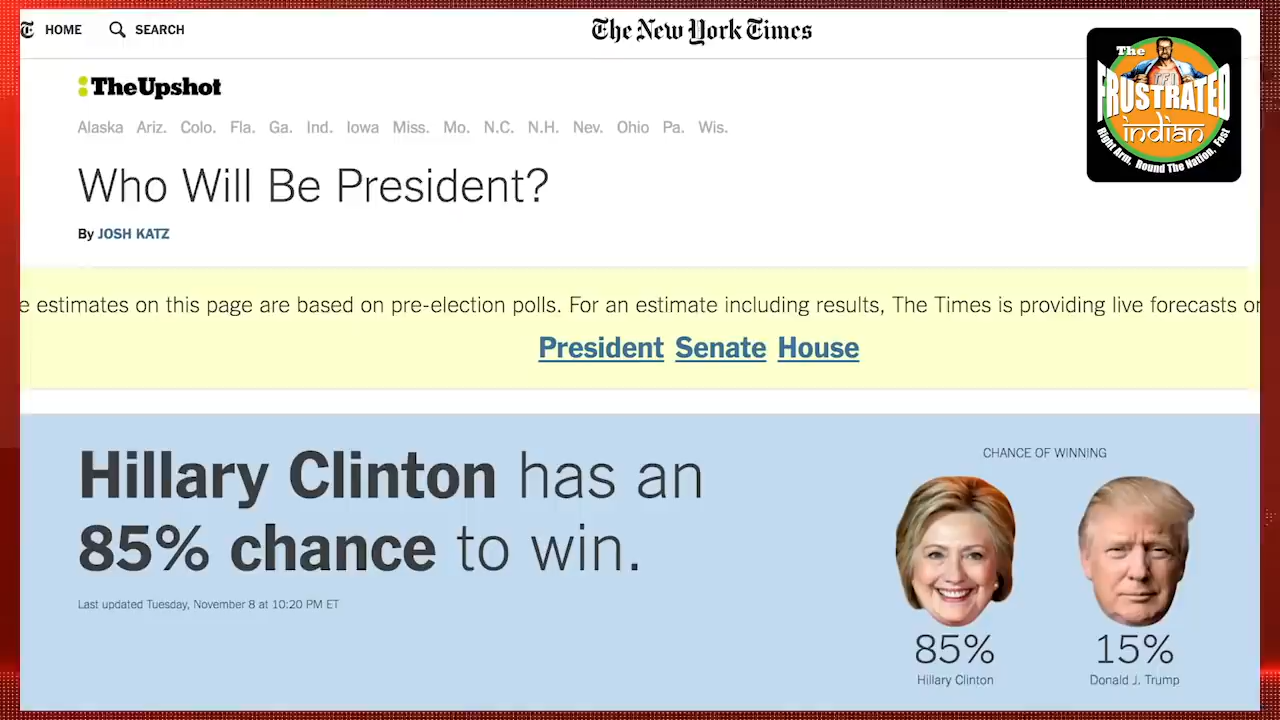 HOME SEARCH The New York Times
The Upshot
Alaska Ariz. Colo. Fla. Ga. Ind. Iowa Miss. Mo. N.C. N.H. Nev. Ohio Pa. Wis.
Who Will Be President?
By JOSH KATZ
e estimates on this page are based on pre-election polls. For an estimate including results, The Times is providing live forecasts or
President Senate House
Hillary Clinton has an
85% chance to win.
Last updated Tuesday, November 8 at 10:20 PM ET
CHANCE OF WINNING
85% 15%
Hillary Clinton Donald J. Trump
The
TFI
FRUSTRATED
indian
Right Arm, Round The Nation, Fast